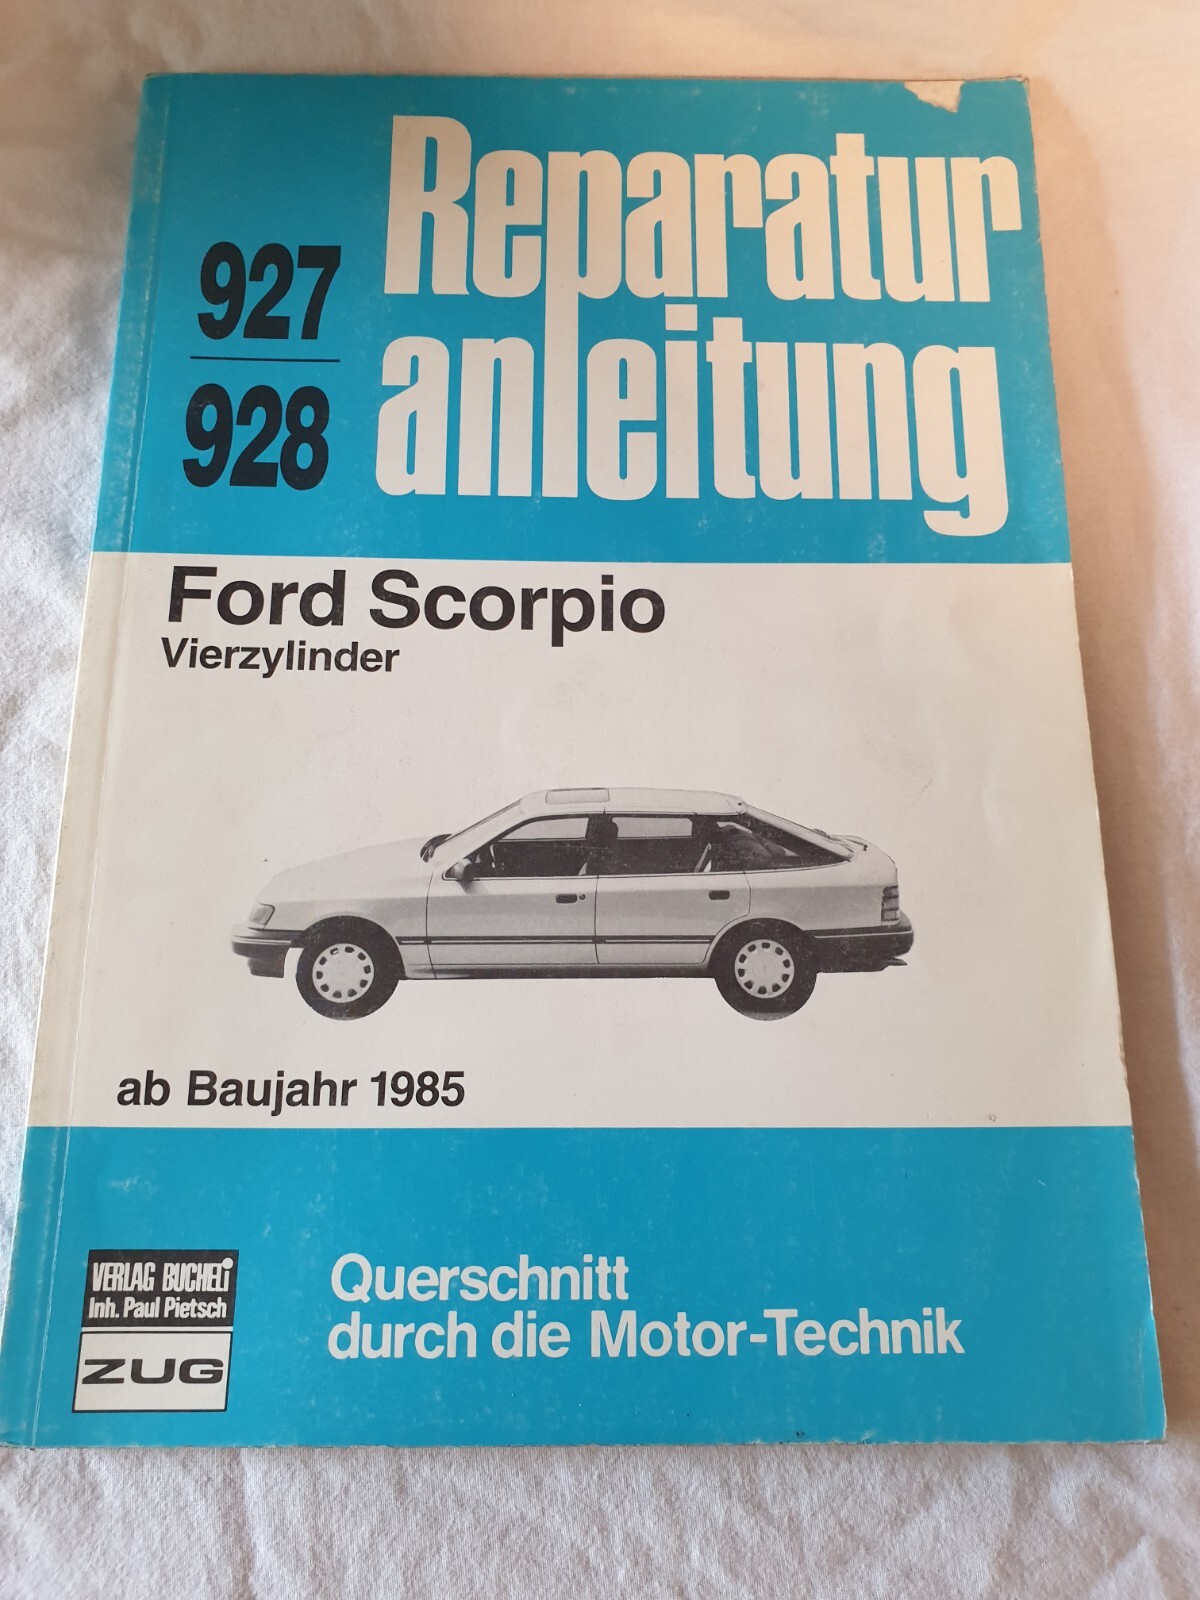 Reparatur
anleitung
927
928
Ford Scorpio
Vierzylinder
ab Baujahr 1985
VERLAG BUCHELi
Inh. Paul Pietsch
ZUG
Querschnitt
durch die Motor-Technik